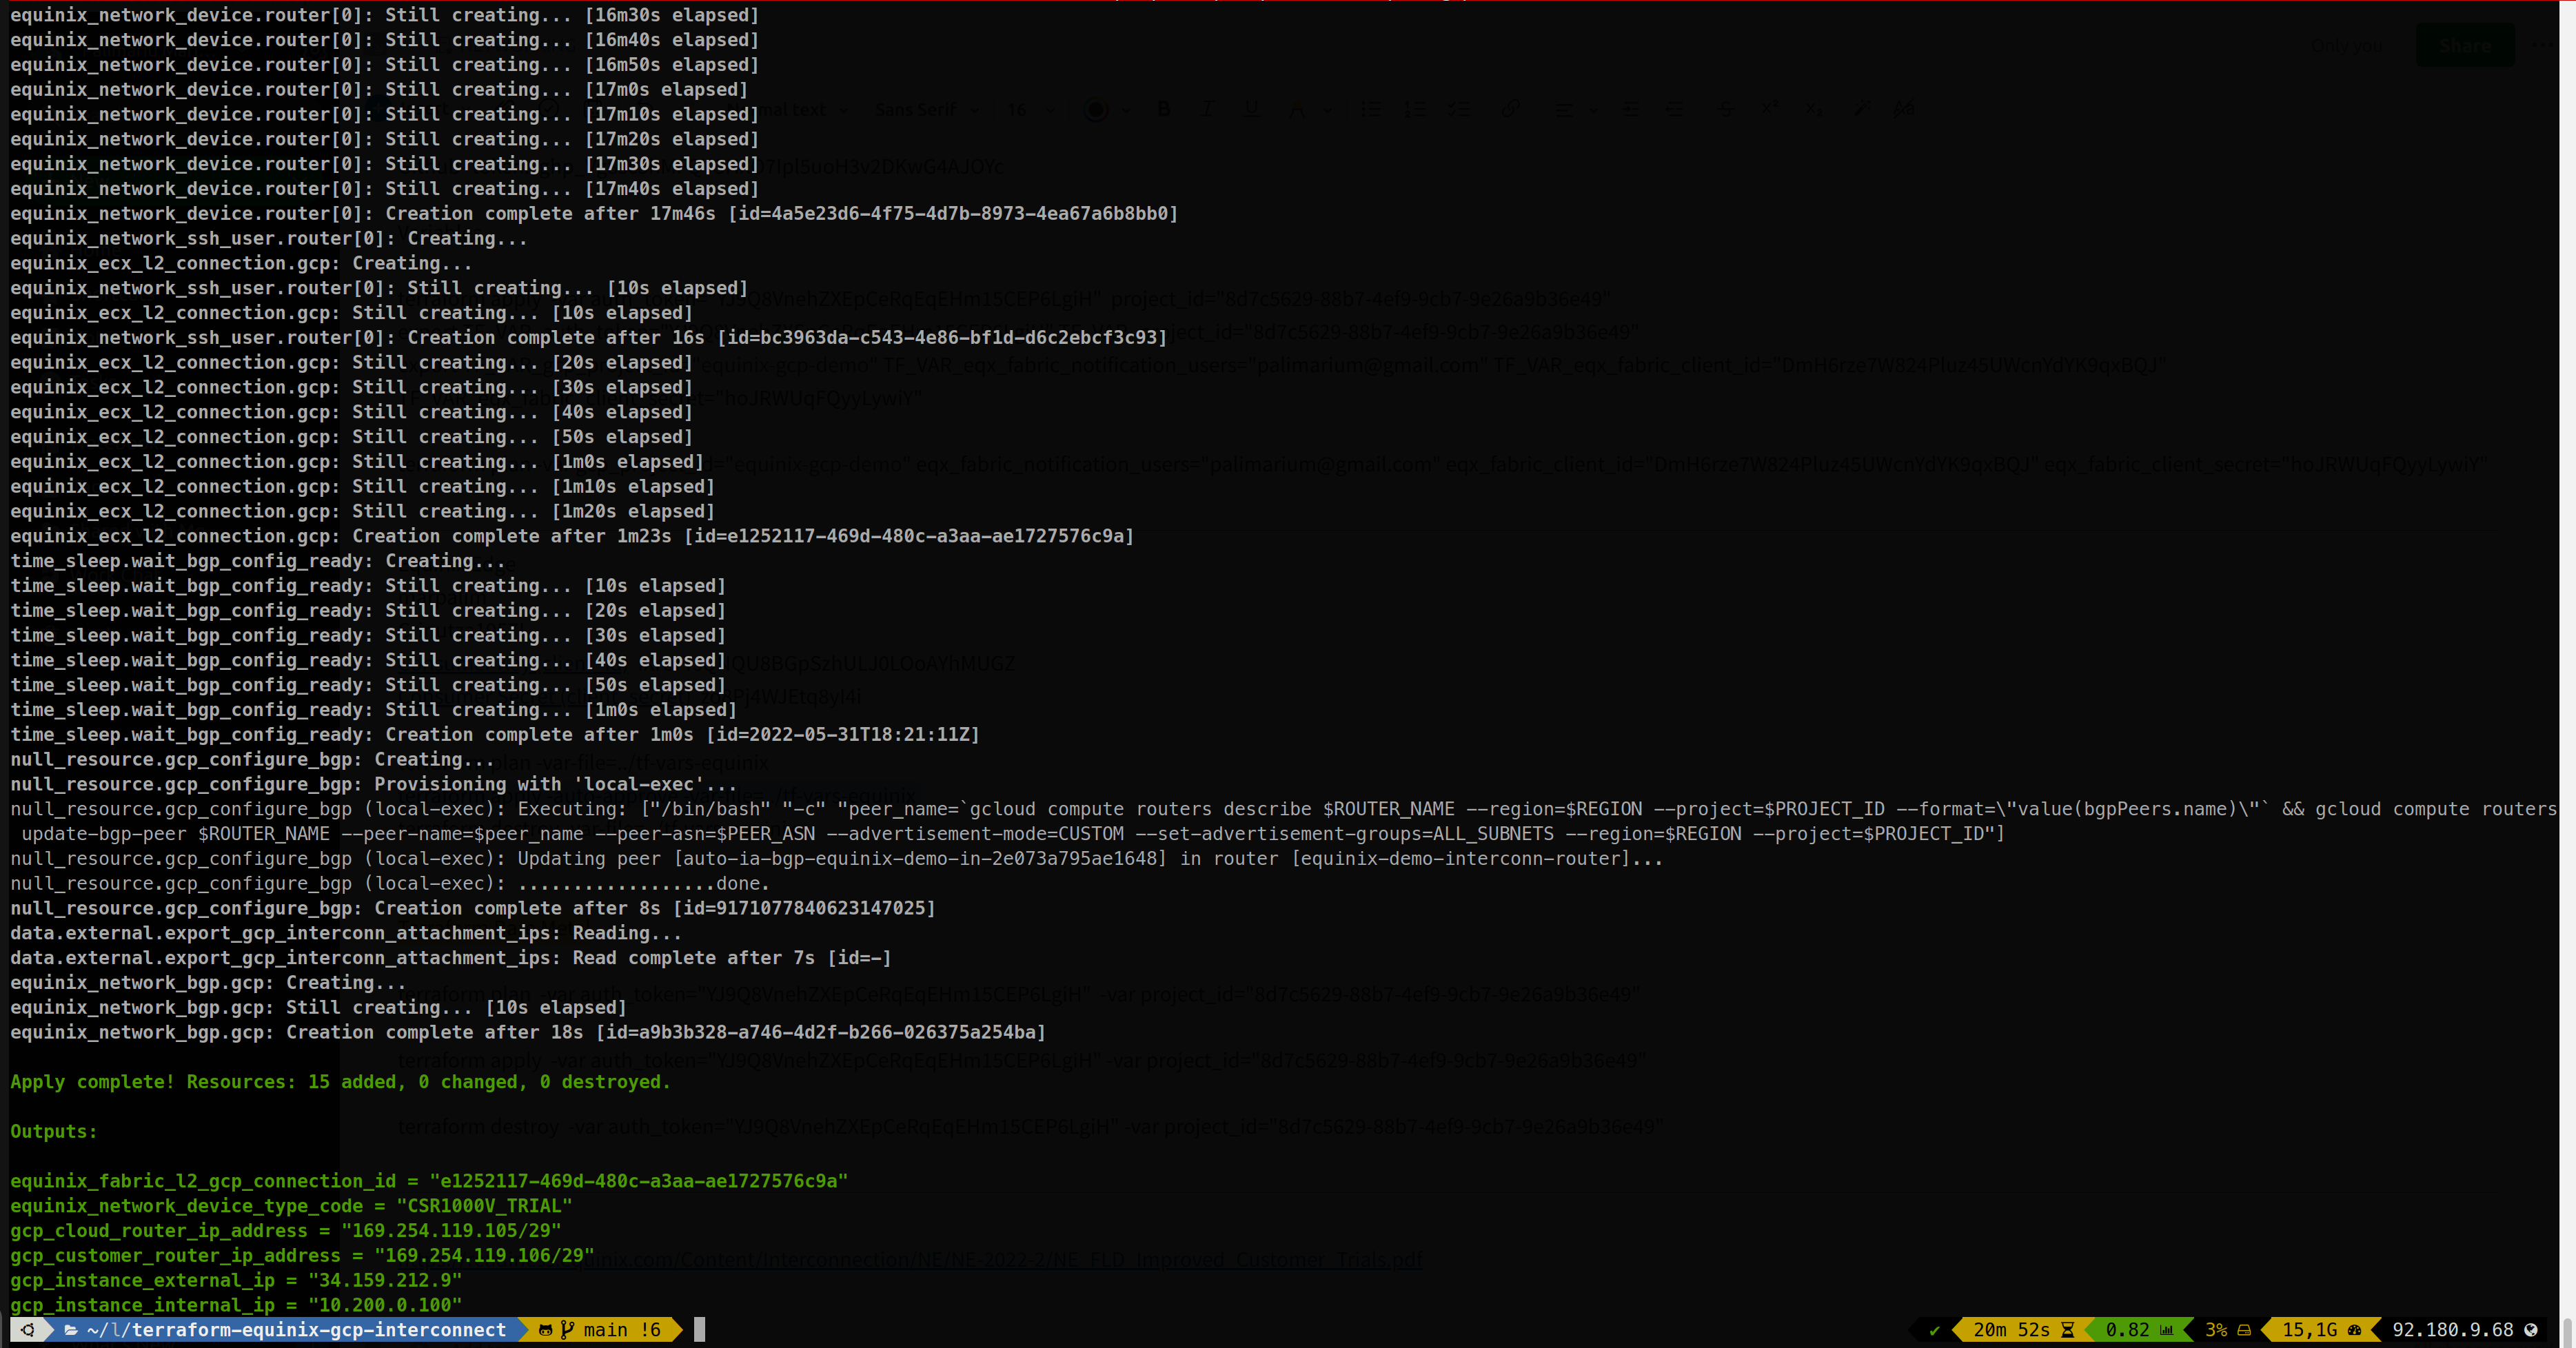 equinix_network_device.router[0]: Still creating... [16m30s elapsed]
equinix_network_device.router[0]: Still creating... [16m40s elapsed]
equinix_network_device.router[0]: Still creating... [16m50s elapsed]
equinix_network_device.router[0]: Still creating... [17m0s elapsed]
equinix_network_device.router[0]: Still creating... [17m10s elapsed]
equinix_network_device.router[0]: Still creating... [17m20s elapsed]
equinix_network_device.router[0]: Still creating... [17m30s elapsed]
equinix_network_device.router[0]: Still creating... [17m40s elapsed]
equinix_network_device.router[0]: Creation complete after 17m46s [id=4a5e23d6-4f75-4d7b-8973-4ea67a6b8bb0]
equinix_network_ssh_user.router[0]: Creating...
equinix_ecx_l2_connection.gcp: Creating...
equinix_network_ssh_user.router[0]: Still creating... [10s elapsed]
equinix_ecx_l2_connection.gcp: Still creating... [10s elapsed]
equinix_network_ssh_user.router[0]: Creation complete after 16s [id=bc3963da-c543-4e86-bf1d-d6c2ebcf3c93]
equinix_ecx_l2_connection.gcp: Still creating... [20s elapsed]
equinix_ecx_l2_connection.gcp: Still creating... [30s elapsed]
equinix_ecx_l2_connection.gcp: Still creating... [40s elapsed]
equinix_ecx_l2_connection.gcp: Still creating... [50s elapsed]
equinix_ecx_l2_connection.gcp: Still creating... [1m0s elapsed]
equinix_ecx_l2_connection.gcp: Still creating... [1m10s elapsed]
equinix_ecx_l2_connection.gcp: Still creating... [1m20s elapsed]
equinix_ecx_l2_connection.gcp: Creation complete after 1m23s [id=e1252117-469d-480c-a3aa-ae1727576c9a]
time_sleep.wait_bgp_config_ready: Creating...
time_sleep.wait_bgp_config_ready: Still creating... [10s elapsed]
time_sleep.wait_bgp_config_ready: Still creating... [20s elapsed]
time_sleep.wait_bgp_config_ready: Still creating... [30s elapsed]
time_sleep.wait_bgp_config_ready: Still creating... [40s elapsed]
time_sleep.wait_bgp_config_ready: Still creating... [50s elapsed]
time_sleep.wait_bgp_config_ready: Still creating... [1m0s elapsed]
time_sleep.wait_bgp_config_ready: Creation complete after 1m0s [id=2022-05-31T18:21:11Z]
null_resource.gcp_configure_bgp: Creating...
null_resource.gcp_configure_bgp: Provisioning with 'local-exec'...
null_resource.gcp_configure_bgp (local-exec): Executing: ["/bin/bash" "-c" "peer_name=`gcloud compute routers describe $ROUTER_NAME --region=$REGION --project=$PROJECT_ID --format=\"value(bgpPeers.name)\"` && gcloud compute routers
update-bgp-peer $ROUTER_NAME --peer-name=$peer_name --peer-asn=$PEER_ASN --advertisement-mode=CUSTOM --set-advertisement-groups=ALL_SUBNETS --region=$REGION --project=$PROJECT_ID"]
null_resource.gcp_configure_bgp (local-exec): Updating peer [auto-ia-bgp-equinix-demo-in-2e073a795ae1648] in router [equinix-demo-interconn-router]...
null_resource.gcp_configure_bgp (local-exec): ..................done.
null_resource.gcp_configure_bgp: Creation complete after 8s [id=9171077840623147025]
data.external.export_gcp_interconn_attachment_ips: Reading...
data.external.export_gcp_interconn_attachment_ips: Read complete after 7s [id=-]
equinix_network_bgp.gcp: Creating...
equinix_network_bgp.gcp: Still creating... [10s elapsed]
equinix_network_bgp.gcp: Creation complete after 18s [id=a9b3b328-a746-4d2f-b266-026375a254ba]
Apply complete! Resources: 15 added, 0 changed, 0 destroyed.
Outputs:
equinix_fabric_l2_gcp_connection_id = "e1252117-469d-480c-a3aa-ae1727576c9a"
equinix_network_device_type_code = "CSR1000V_TRIAL"
gcp_cloud_router_ip_address = "169.254.119.105/29"
gcp_customer_router_ip_address = "169.254.119.106/29"
gcp_instance_external_ip = "34.159.212.9"
gcp_instance_internal_ip = "10.200.0.100"
~/l/terraform-equinix-gcp-interconnect main !6 ✔ 20m 52s 0.82 3% 15,1G 92.180.9.68